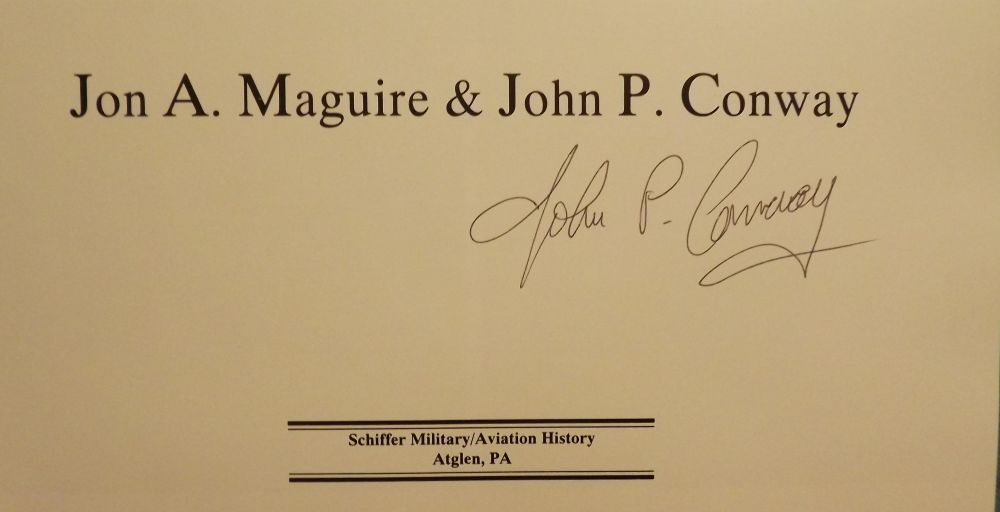 Jon A. Maguire & John P. Conway
John P. Conway
Schiffer Military/Aviation History
Atglen, PA